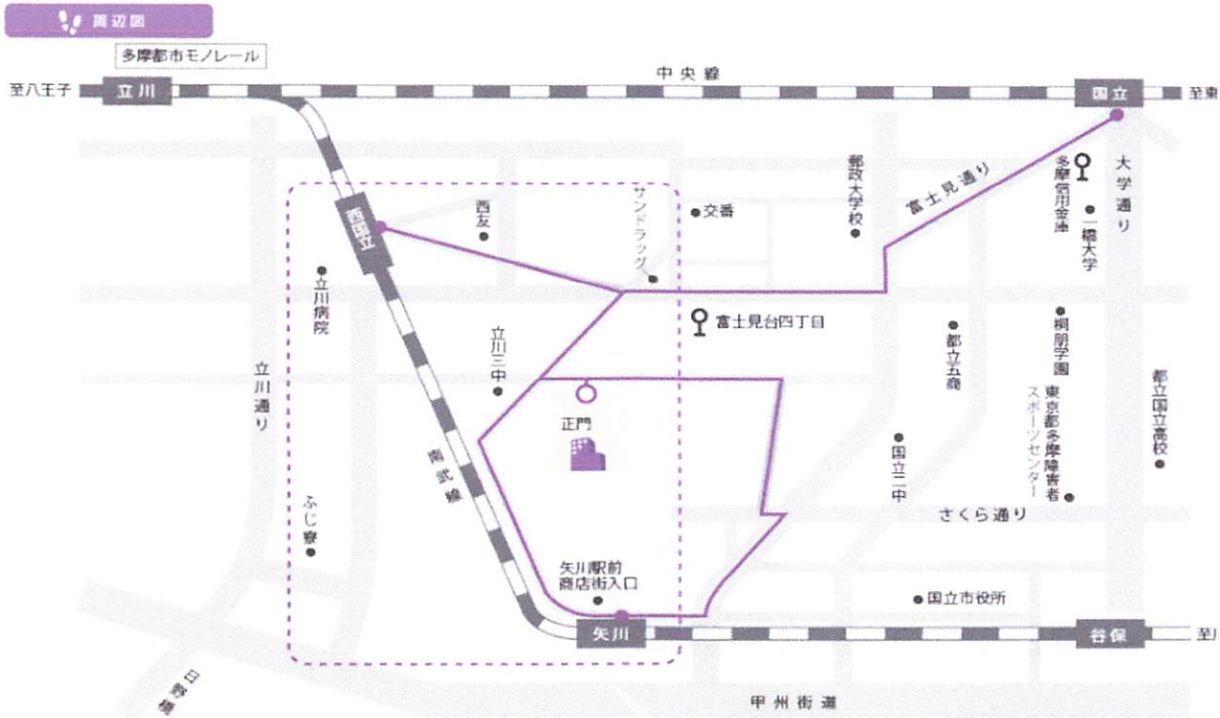 周辺図
多摩都市モノレール
中央線
至八王子
立川
国立
至東
西国立
西友
サンドラッグ
交番
郵政大学校
富士見通り
多摩信用金庫
一橋大学
大学通り
立川病院
立川三中
富士見台四丁目
都立五商
桐朋学園
立川通り
正門
東京都多摩障害者
スポーツセンター
都立国立高校
南武線
国立二中
ふじ寮
さくら通り
矢川駅前
商店街入口
国立市役所
矢川
谷保
至川
日野橋
甲州街道